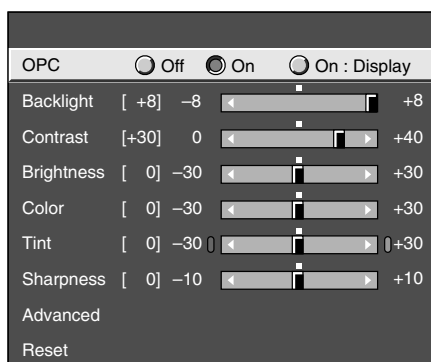 OPC Off On On : Display
Backlight [ +8] –8 +8
Contrast [+30] 0 +40
Brightness [ 0] –30 +30
Color [ 0] –30 +30
Tint [ 0] –30 +30
Sharpness [ 0] –10 +10
Advanced
Reset